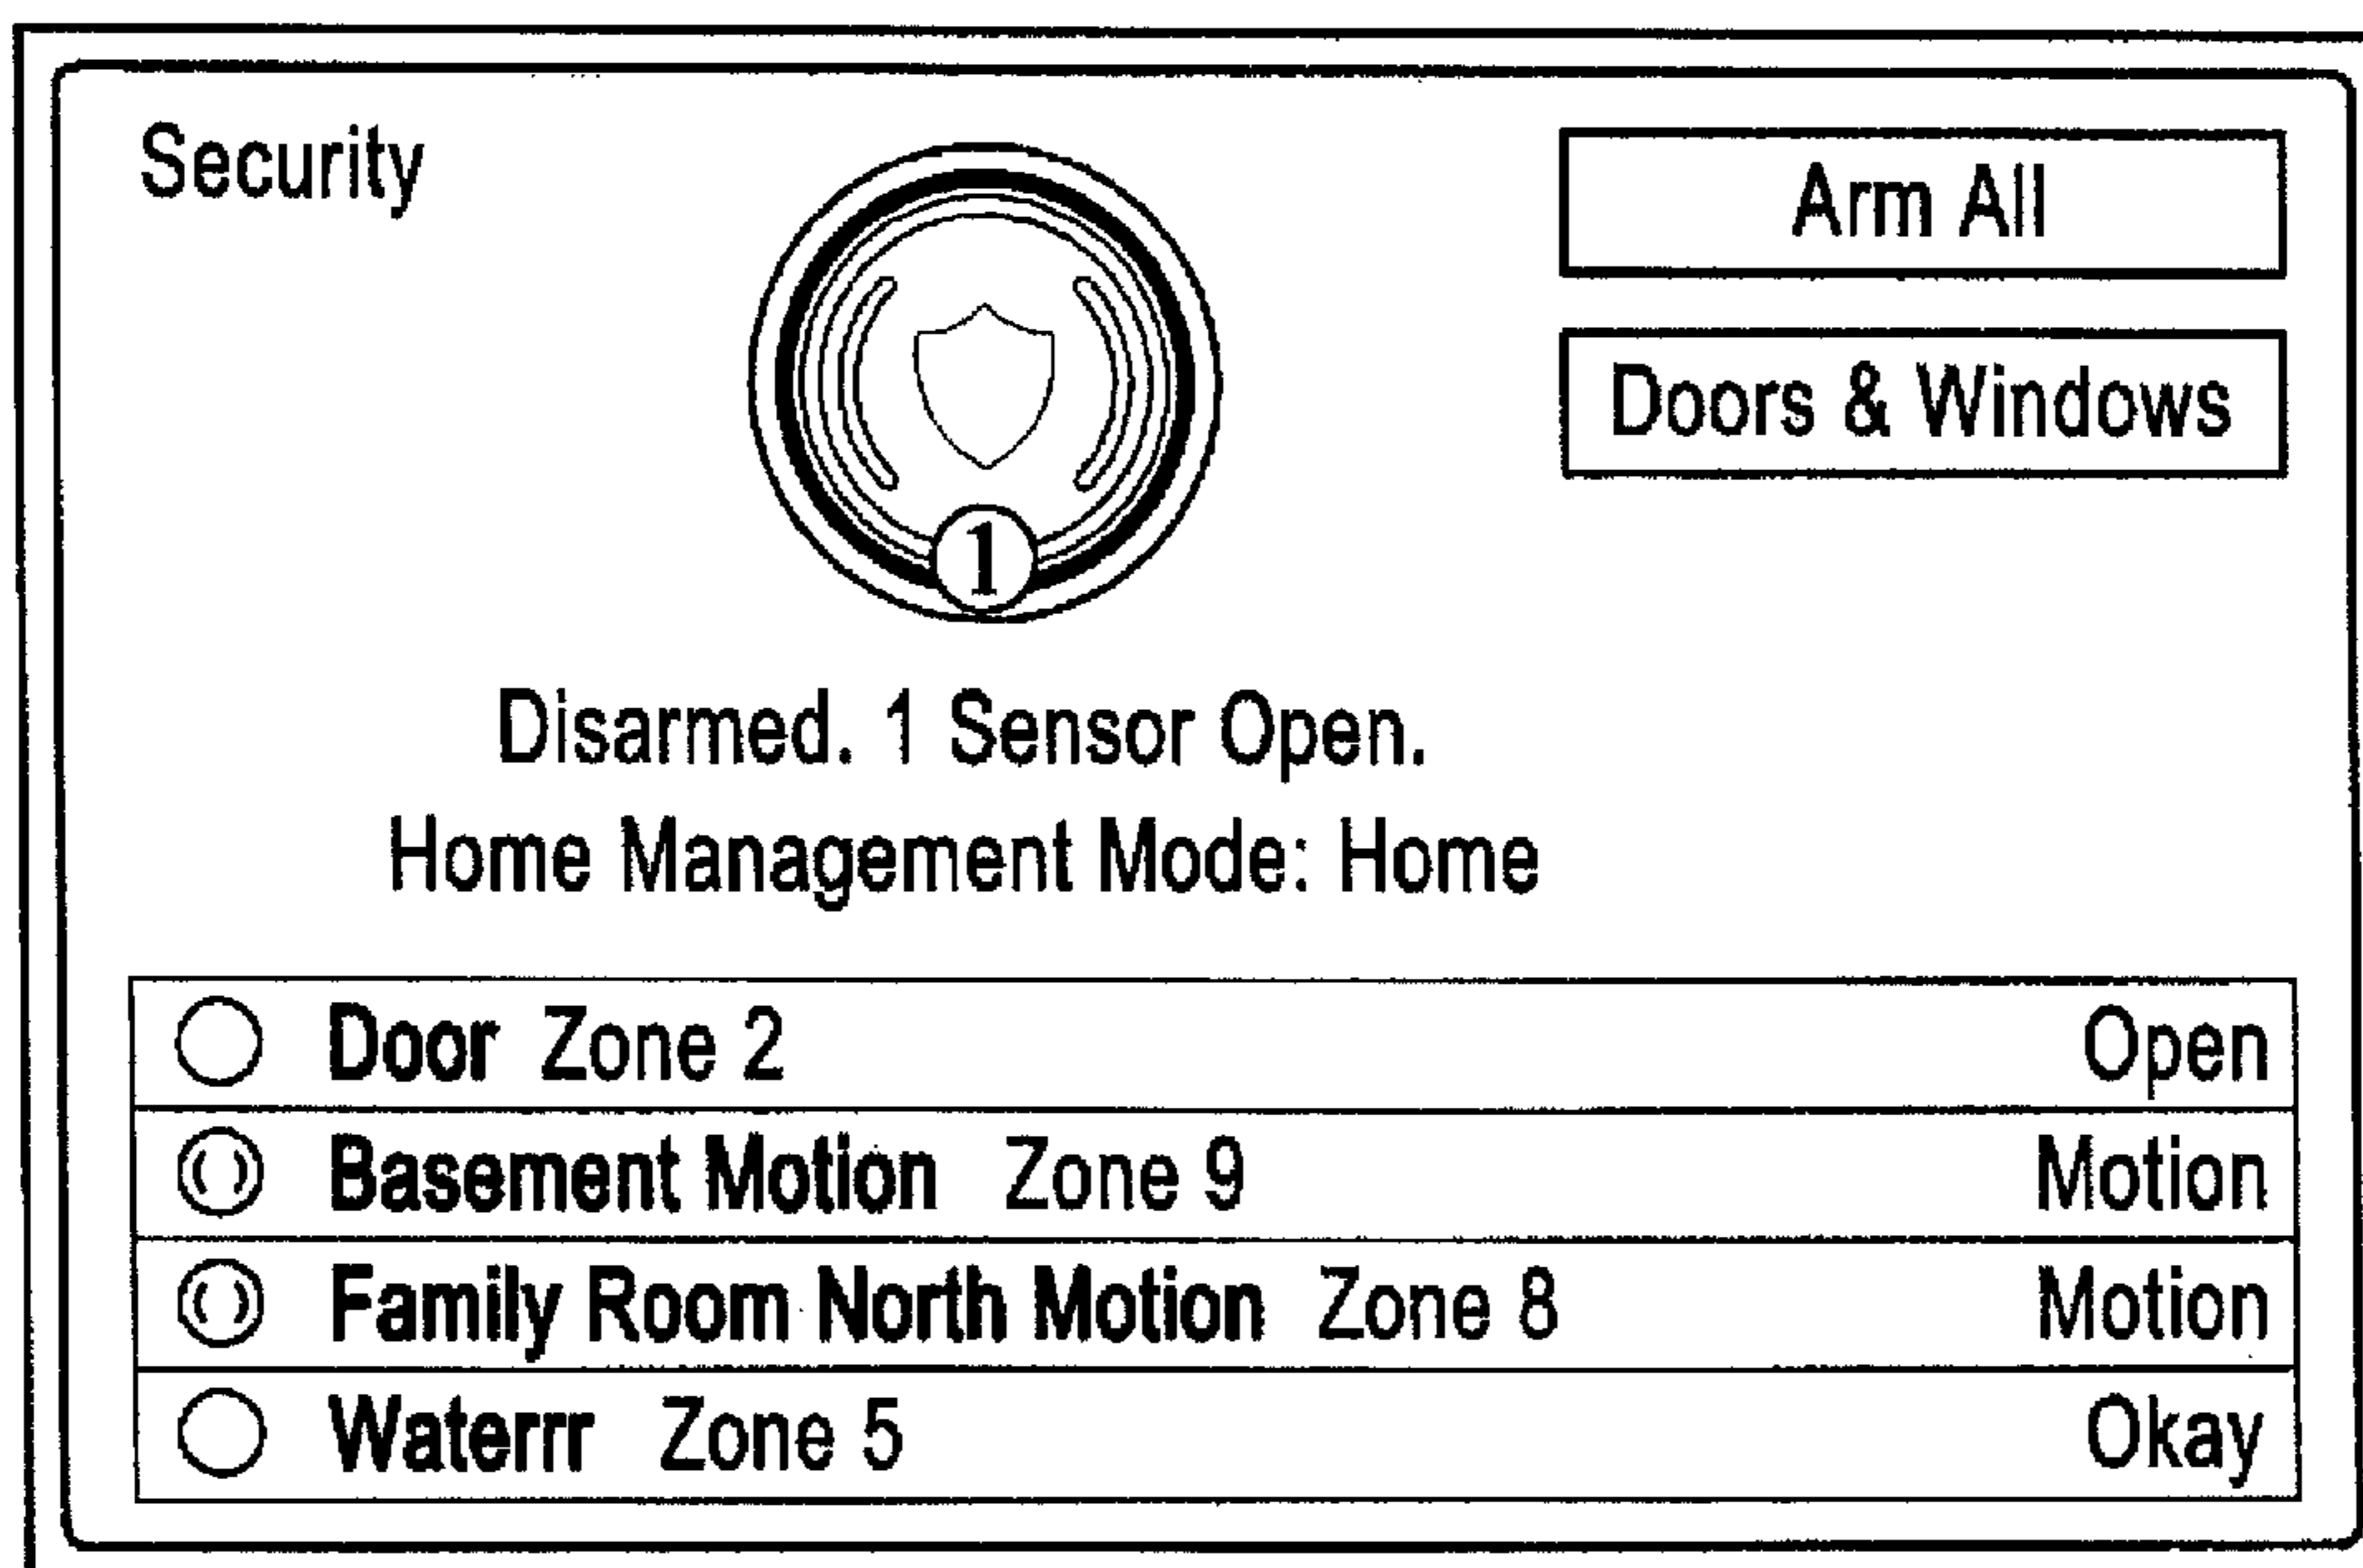 Security
Arm All
Doors & Windows
1
Disarmed. 1 Sensor Open.
Home Management Mode: Home
Door Zone 2 Open
Basement Motion Zone 9 Motion
Family Room North Motion Zone 8 Motion
Waterrr Zone 5 Okay